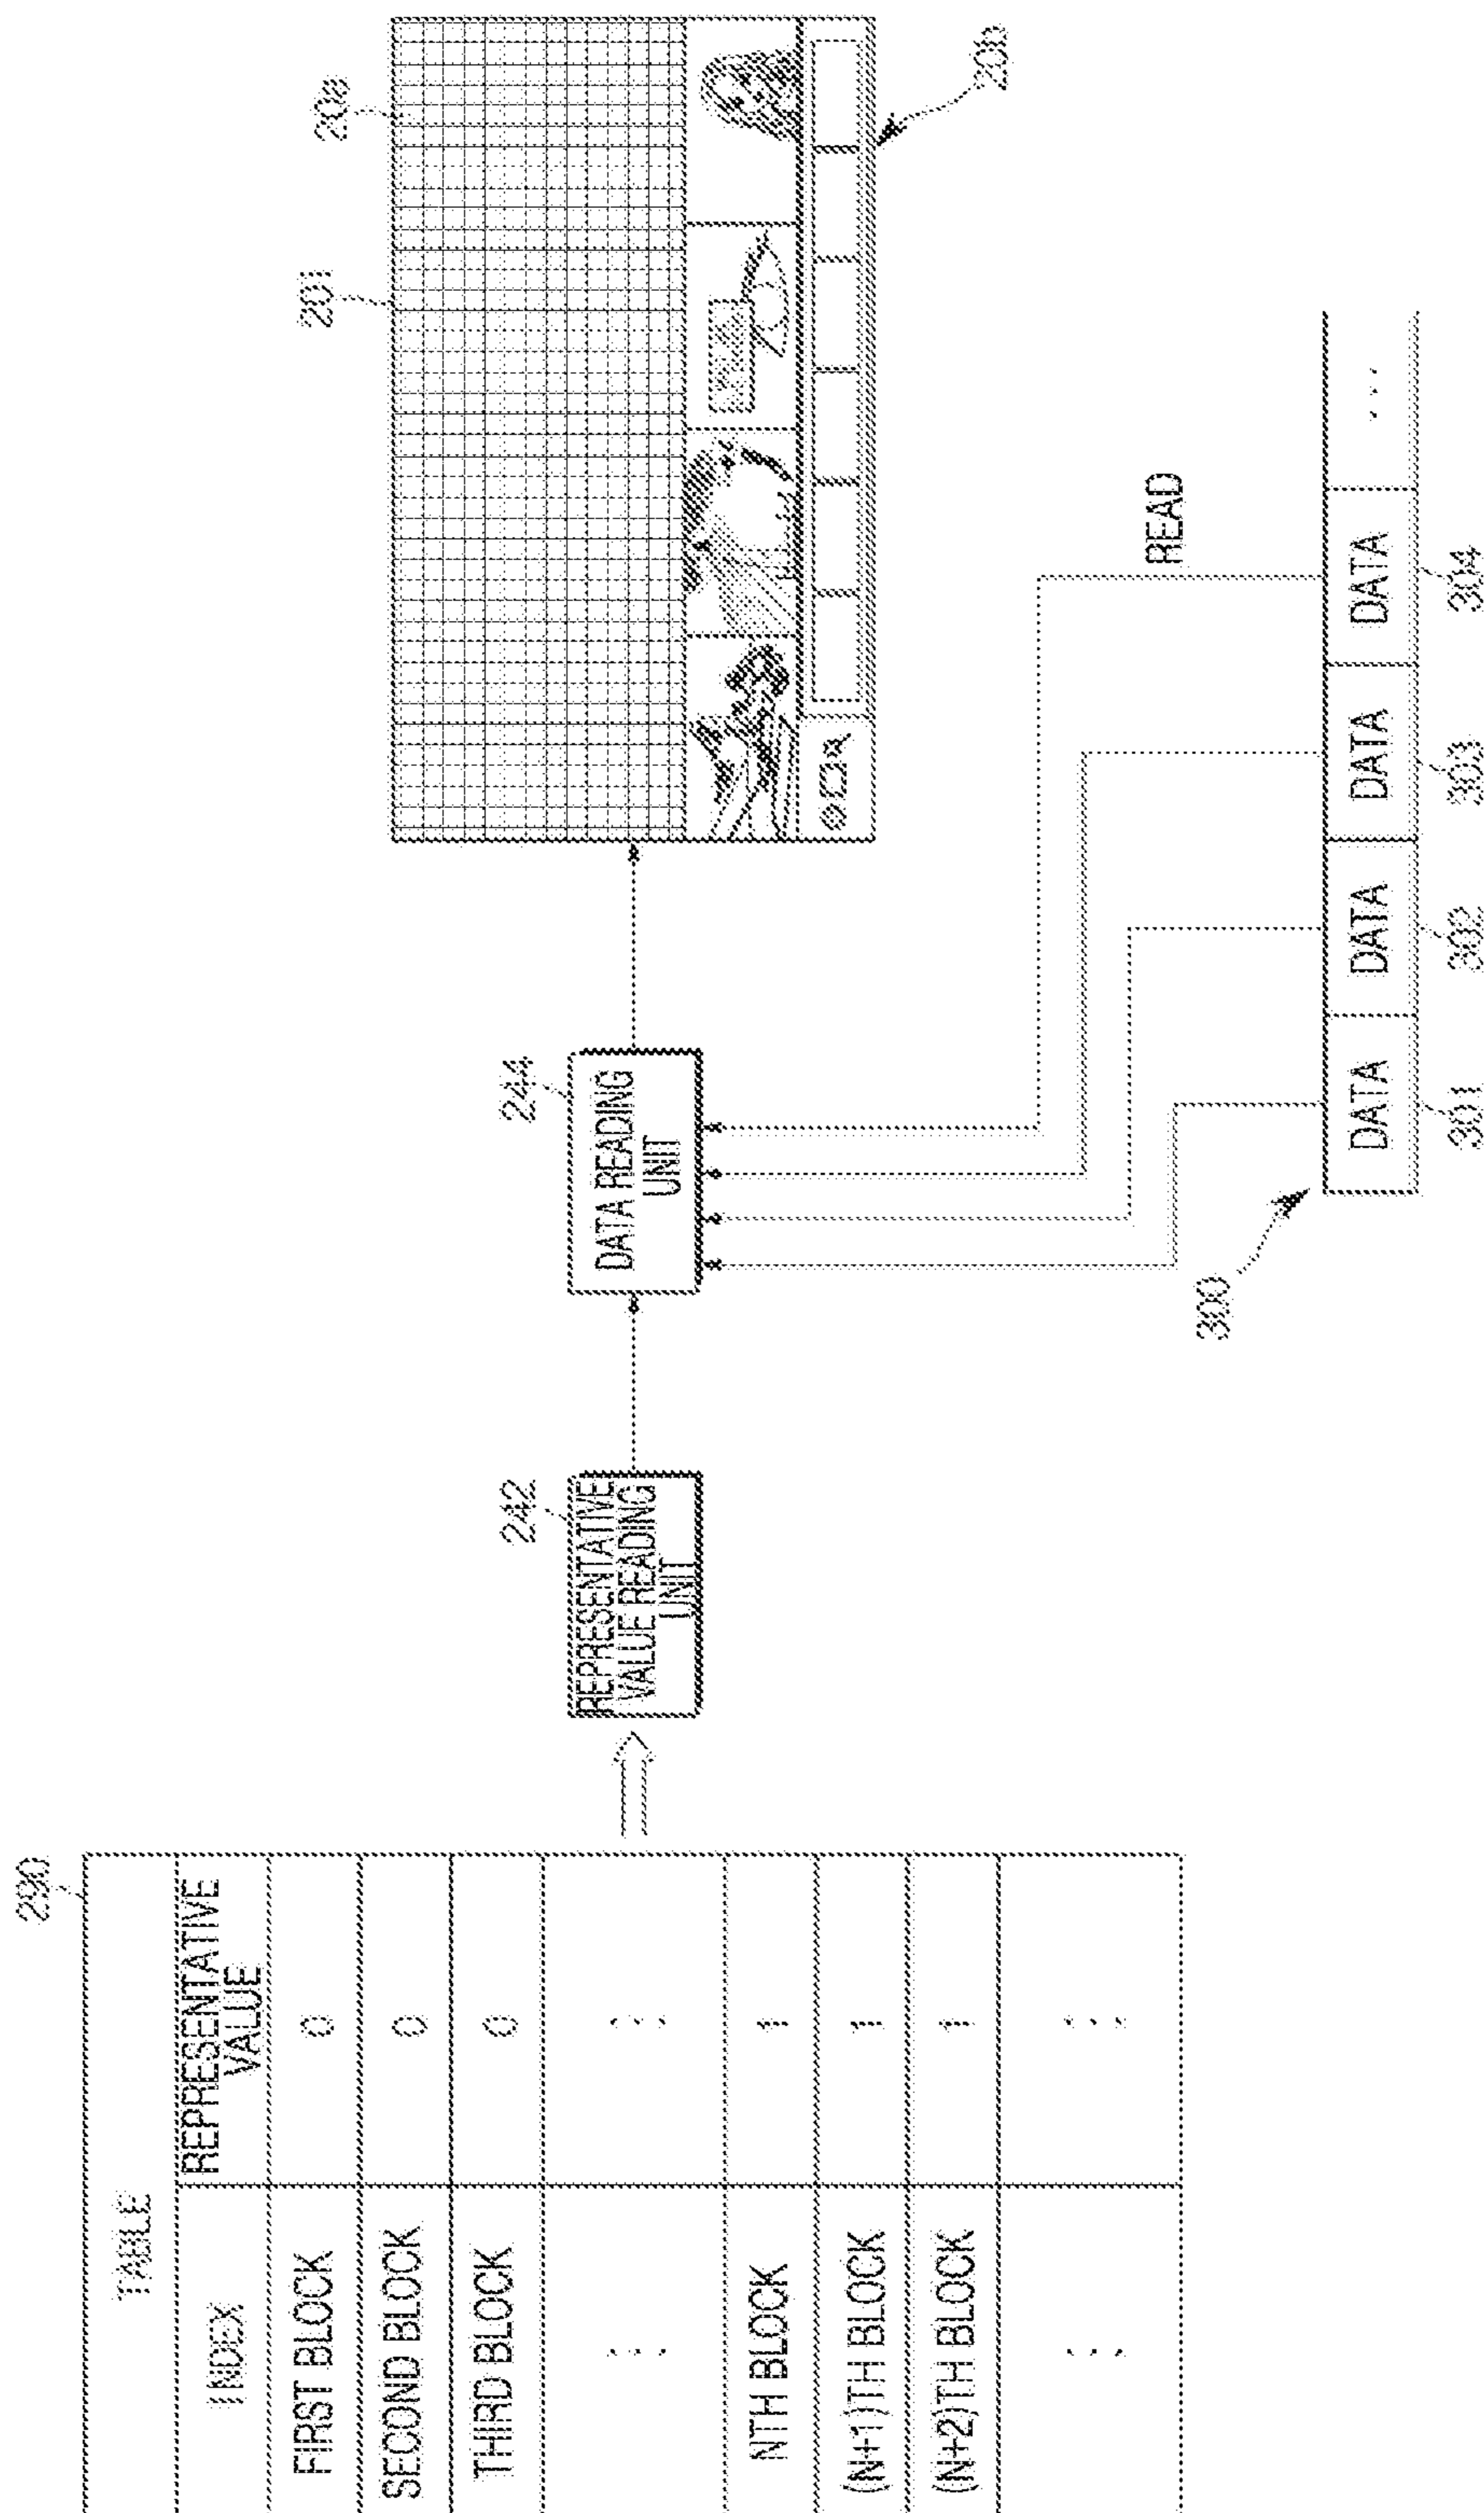 290
TABLE
INDEX
REPRESENTATIVE
VALUE
FIRST BLOCK
0
SECOND BLOCK
0
THIRD BLOCK
0
NTH BLOCK
1
(N+1)TH BLOCK
1
(N+2)TH BLOCK
1
242
REPRESENTATIVE
VALUE READING
UNIT
244
DATA READING
UNIT
201
READ
300
DATA
DATA
DATA
DATA
...
301
302
303
304